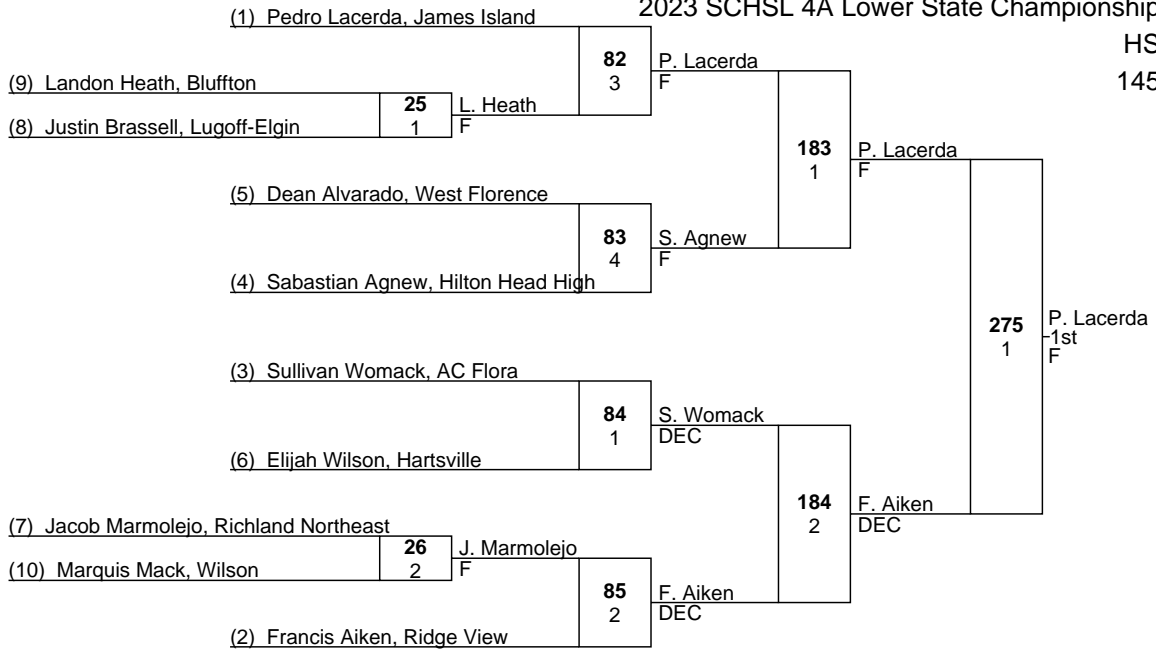 2023 SCHSL 4A Lower State Championship
HS
145
(1) Pedro Lacerda, James Island
82
3
P. Lacerda
F
(9) Landon Heath, Bluffton
25
1
L. Heath
F
(8) Justin Brassell, Lugoff-Elgin
183
1
P. Lacerda
F
(5) Dean Alvarado, West Florence
83
4
S. Agnew
F
(4) Sabastian Agnew, Hilton Head High
275
1
P. Lacerda
1st
F
(3) Sullivan Womack, AC Flora
84
1
S. Womack
DEC
(6) Elijah Wilson, Hartsville
184
2
F. Aiken
DEC
(7) Jacob Marmolejo, Richland Northeast
26
2
J. Marmolejo
F
(10) Marquis Mack, Wilson
85
2
F. Aiken
DEC
(2) Francis Aiken, Ridge View